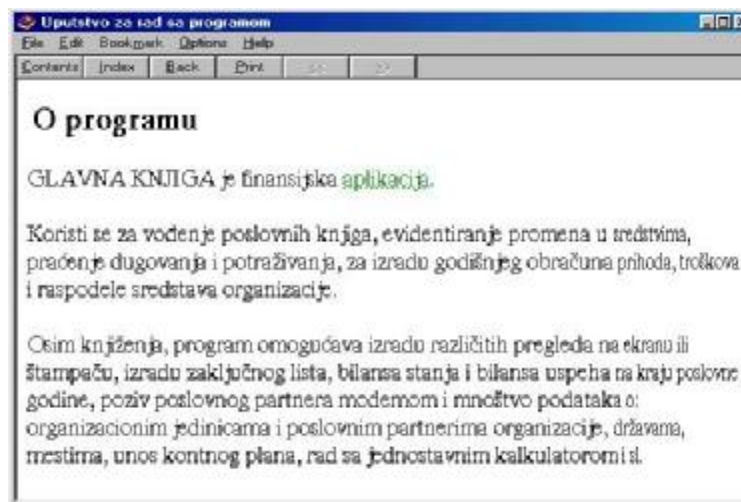 Uputstvo za rad sa programom
File Edit Bookmark Options Help
Contents Index Back Print << >>
O programu
GLAVNA KNJIGA je finansijska aplikacija.
Koristi se za vođenje poslovnih knjiga, evidentiranje promena u sredstvima,
praćenje dugovanja i potraživanja, za izradu godišnjeg obračuna prihoda, troškova
i raspodele sredstava organizacije.
Osim knjiženja, program omogućava izradu različitih pregleda na ekranu ili
štampaču, izradu zaključnog lista, bilansa stanja i bilansa uspeha na kraju poslovne
godine, poziv poslovnog partnera modemom i mnoštvo podataka o:
organizacionim jedinicama i poslovnim partnerima organizacije, državama,
mestima, unos kontnog plana, rad sa jednostavnim kalkulatorom i sl.